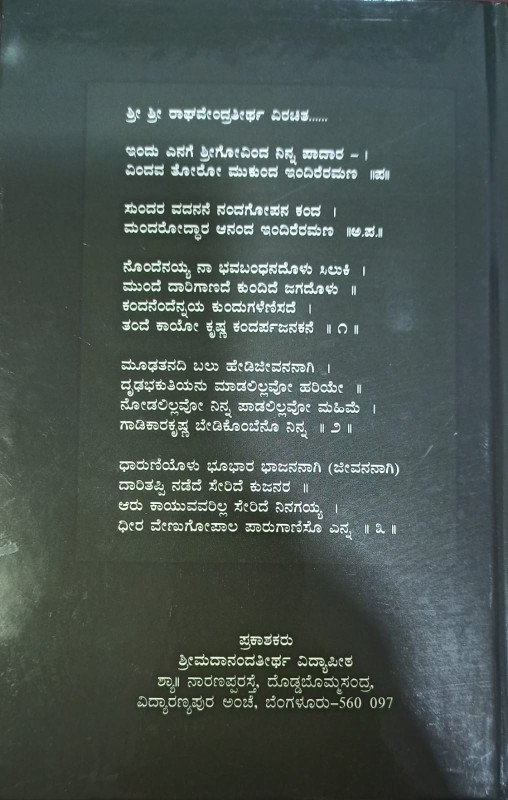 ಶ್ರೀ ಶ್ರೀ ರಾಘವೇಂದ್ರತೀರ್ಥ ವಿರಚಿತ......
ಇಂದು ಎನಗೆ ಶ್ರೀಗೋವಿಂದ ನಿನ್ನ ಪಾದಾರ – ।
ವಿಂದವ ತೋರೋ ಮುಕುಂದ ಇಂದಿರೆರಮಣ ॥ಪ॥
ಸುಂದರ ವದನನೆ ನಂದಗೋಪನ ಕಂದ ।
ಮಂದರೋದ್ಧಾರ ಆನಂದ ಇಂದಿರೆರಮಣ ॥ಅ.ಪ॥
ನೊಂದೆನಯ್ಯ ನಾ ಭವಬಂಧನದೊಳು ಸಿಲುಕಿ ।
ಮುಂದೆ ದಾರಿಗಾಣದೆ ಕುಂದಿದೆ ಜಗದೊಳು ॥
ಕಂದನೆಂದೆನ್ನಯ ಕುಂದುಗಳೆಣಿಸದೆ ।
ತಂದೆ ಕಾಯೋ ಕೃಷ್ಣ ಕಂದರ್ಪಜನಕನೆ ॥ ೧ ॥
ಮೂಢತನದಿ ಬಲು ಹೇಡಿಜೀವನನಾಗಿ ।
ದೃಢಭಕುತಿಯನು ಮಾಡಲಿಲ್ಲವೋ ಹರಿಯೇ ॥
ನೋಡಲಿಲ್ಲವೋ ನಿನ್ನ ಪಾಡಲಿಲ್ಲವೋ ಮಹಿಮೆ ।
ಗಾಡಿಕಾರಕೃಷ್ಣ ಬೇಡಿಕೊಂಬೆನೊ ನಿನ್ನ ॥ ೨ ॥
ಧಾರುಣಿಯೊಳು ಭೂಭಾರ ಭಾಜನನಾಗಿ (ಜೀವನನಾಗಿ)
ದಾರಿತಪ್ಪಿ ನಡೆದೆ ಸೇರಿದೆ ಕುಜನರ ॥
ಆರು ಕಾಯುವವರಿಲ್ಲ ಸೇರಿದೆ ನಿನಗಯ್ಯ ।
ಧೀರ ವೇಣುಗೋಪಾಲ ಪಾರುಗಾಣಿಸೊ ಎನ್ನ ॥ ೩ ॥
ಪ್ರಕಾಶಕರು
ಶ್ರೀಮದಾನಂದತೀರ್ಥ ವಿದ್ಯಾಪೀಠ
ಶ್ಯಾ॥ ನಾರಣಪ್ಪರಸ್ತೆ, ದೊಡ್ಡಬೊಮ್ಮಸಂದ್ರ,
ವಿದ್ಯಾರಣ್ಯಪುರ ಅಂಚೆ, ಬೆಂಗಳೂರು–560 097